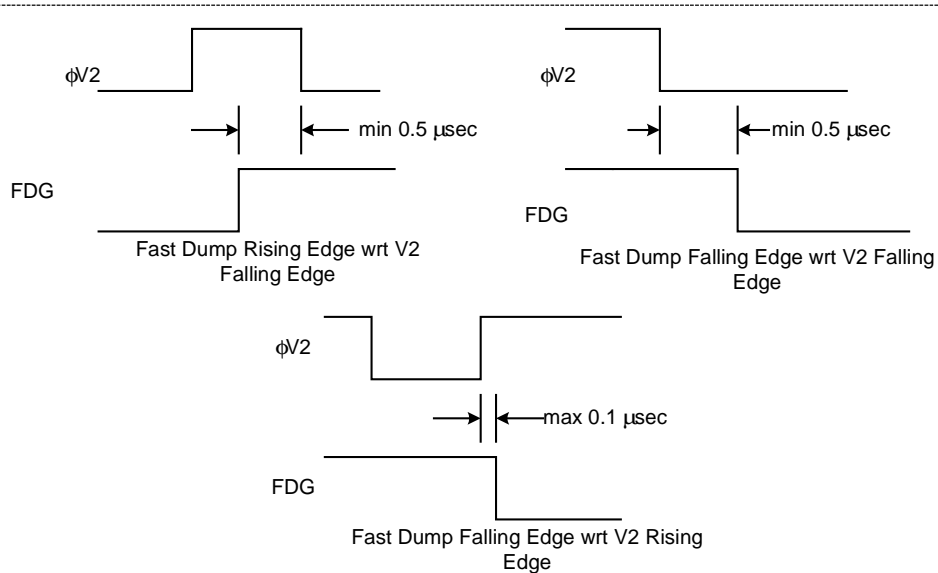 ϕV2
min 0.5 μsec
FDG
Fast Dump Rising Edge wrt V2
Falling Edge
ϕV2
min 0.5 μsec
FDG
Fast Dump Falling Edge wrt V2 Falling
Edge
ϕV2
max 0.1 μsec
FDG
Fast Dump Falling Edge wrt V2 Rising
Edge